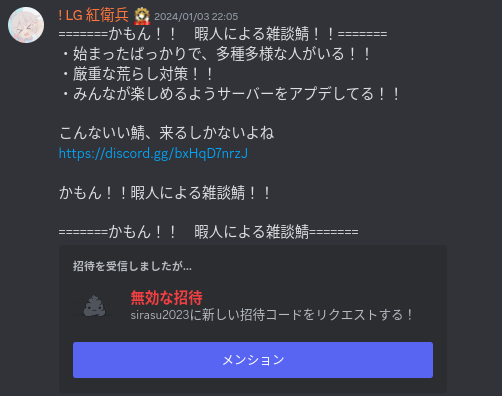 ! LG 紅衛兵 2024/01/03 22:05
=======かもん！！　暇人による雑談鯖！！=======
・始まったばっかりで、多種多様な人がいる！！
・厳重な荒らし対策！！
・みんなが楽しめるようサーバーをアプデしてる！！
こんないい鯖、来るしかないよね
https://discord.gg/bxHqD7nrzJ
かもん！！暇人による雑談鯖！！
=======かもん！！　暇人による雑談鯖=======
招待を受信しましたが...
無効な招待
sirasu2023に新しい招待コードをリクエストする！
メンション